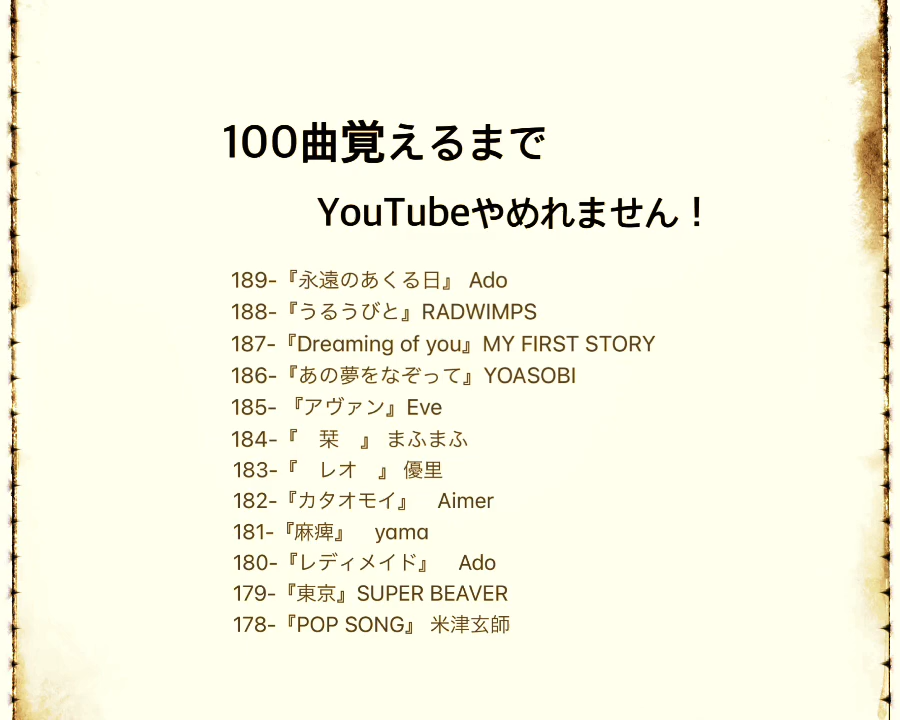 100曲覚えるまで
YouTubeやめれません！
189-『永遠のあくる日』 Ado
188-『うるうびと』RADWIMPS
187-『Dreaming of you』MY FIRST STORY
186-『あの夢をなぞって』YOASOBI
185- 『アヴァン』Eve
184-『　栞　』 まふまふ
183-『　レオ　』 優里
182-『カタオモイ』　Aimer
181-『麻痺』　yama
180-『レディメイド』　Ado
179-『東京』SUPER BEAVER
178-『POP SONG』 米津玄師